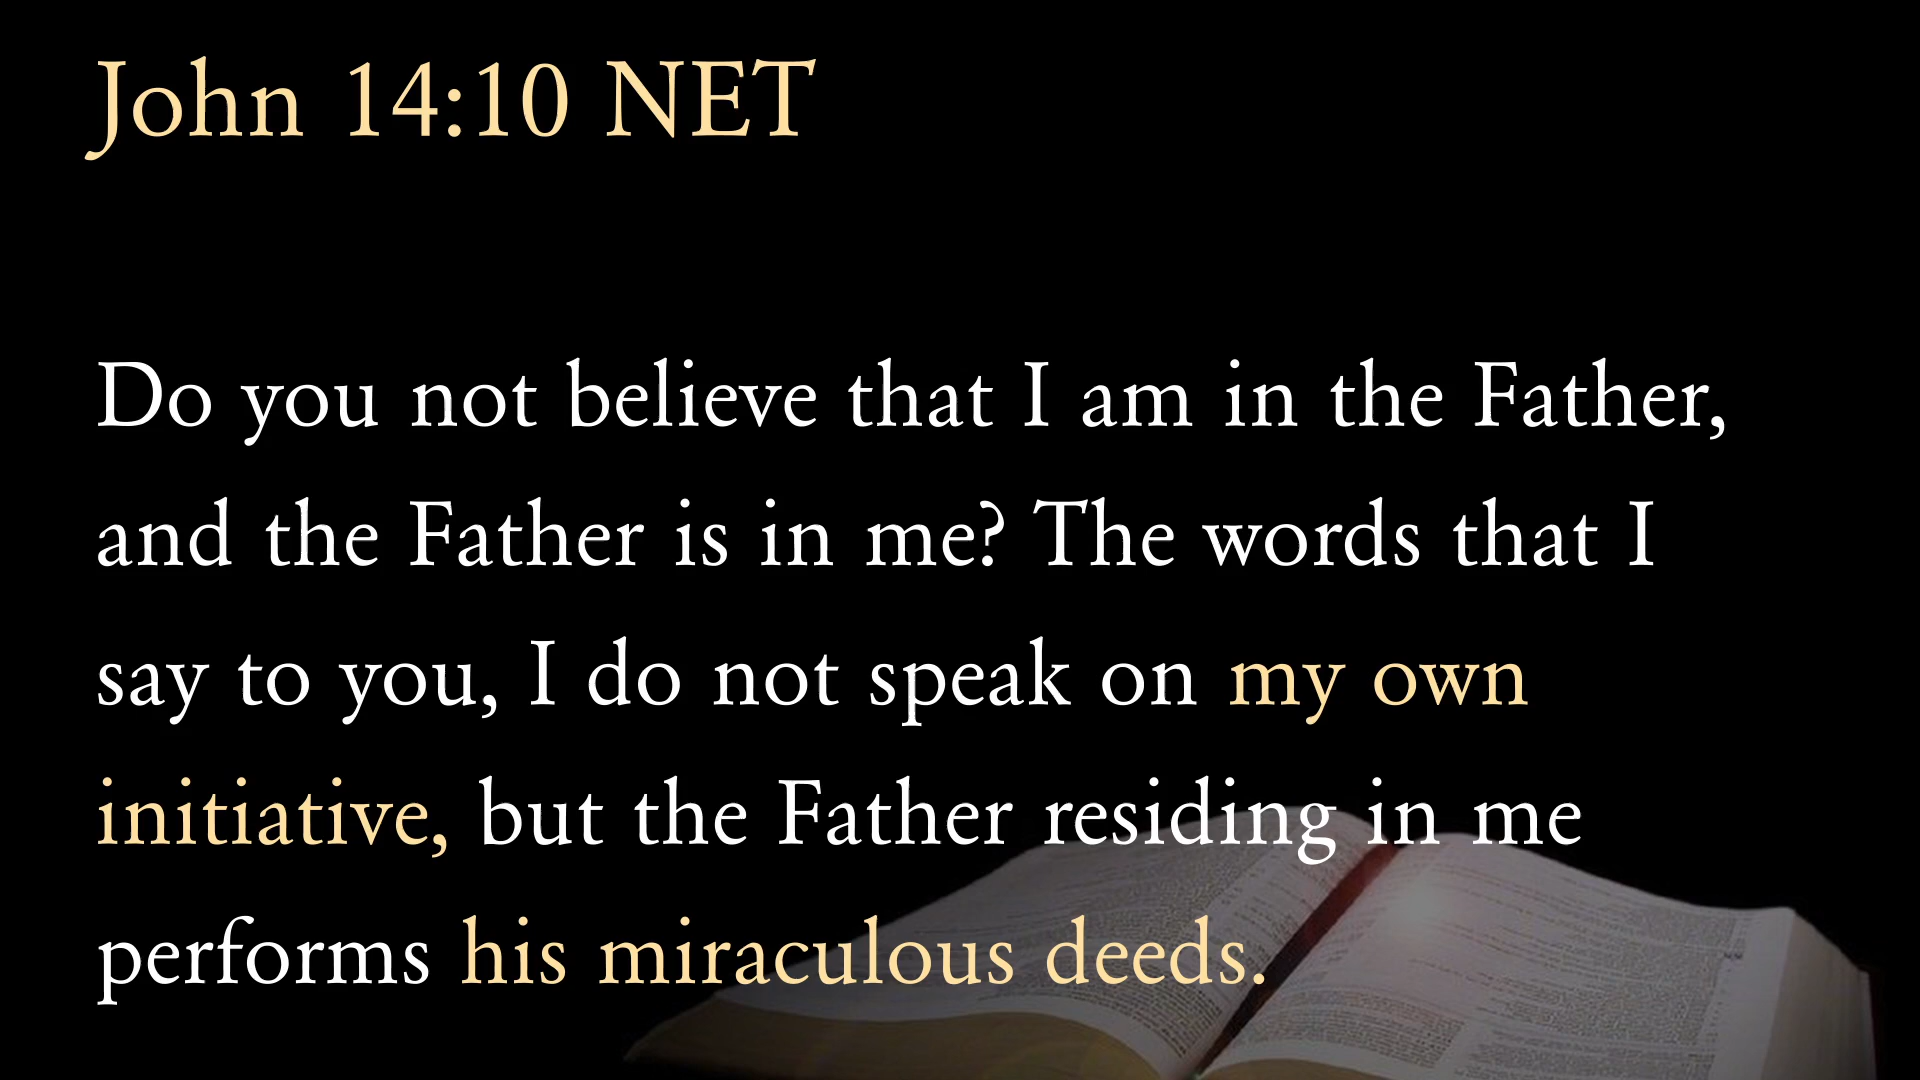 John 14:10 NET
Do you not believe that I am in the Father,
and the Father is in me? The words that I
say to you, I do not speak on my own
initiative, but the Father residing in me
performs his miraculous deeds.